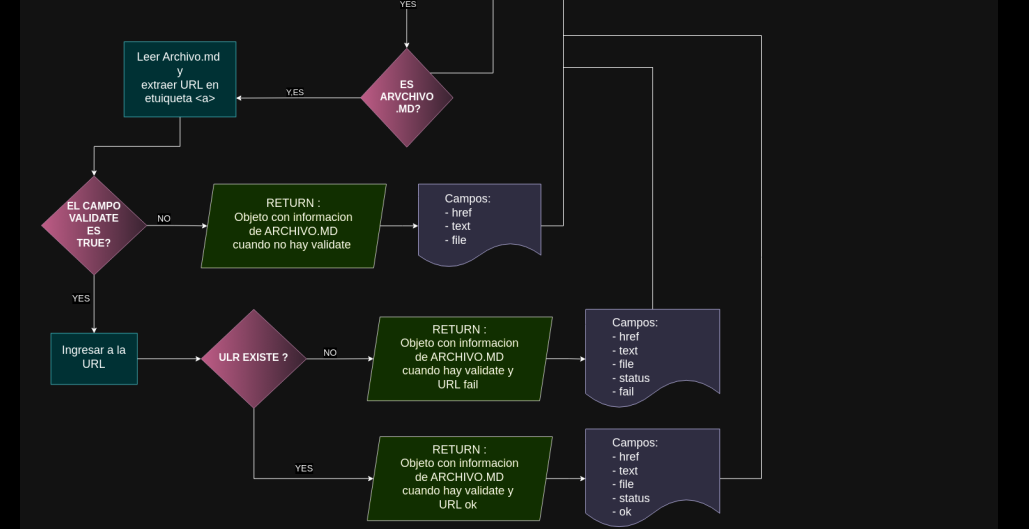 YES
Leer Archivo.md
y
extraer URL en
etuiqueta <a>
Y.ES
ES
ARVCHIVO
.MD?
EL CAMPO
VALIDATE
ES
TRUE?
NO
RETURN :
Objeto con informacion
de ARCHIVO.MD
cuando no hay validate
Campos:
- href
- text
- file
YES
Ingresar a la
URL
ULR EXISTE ?
NO
RETURN :
Objeto con informacion
de ARCHIVO.MD
cuando hay validate y
URL fail
Campos:
- href
- text
- file
- status
- fail
YES
RETURN :
Objeto con informacion
de ARCHIVO.MD
cuando hay validate y
URL ok
Campos:
- href
- text
- file
- status
- ok